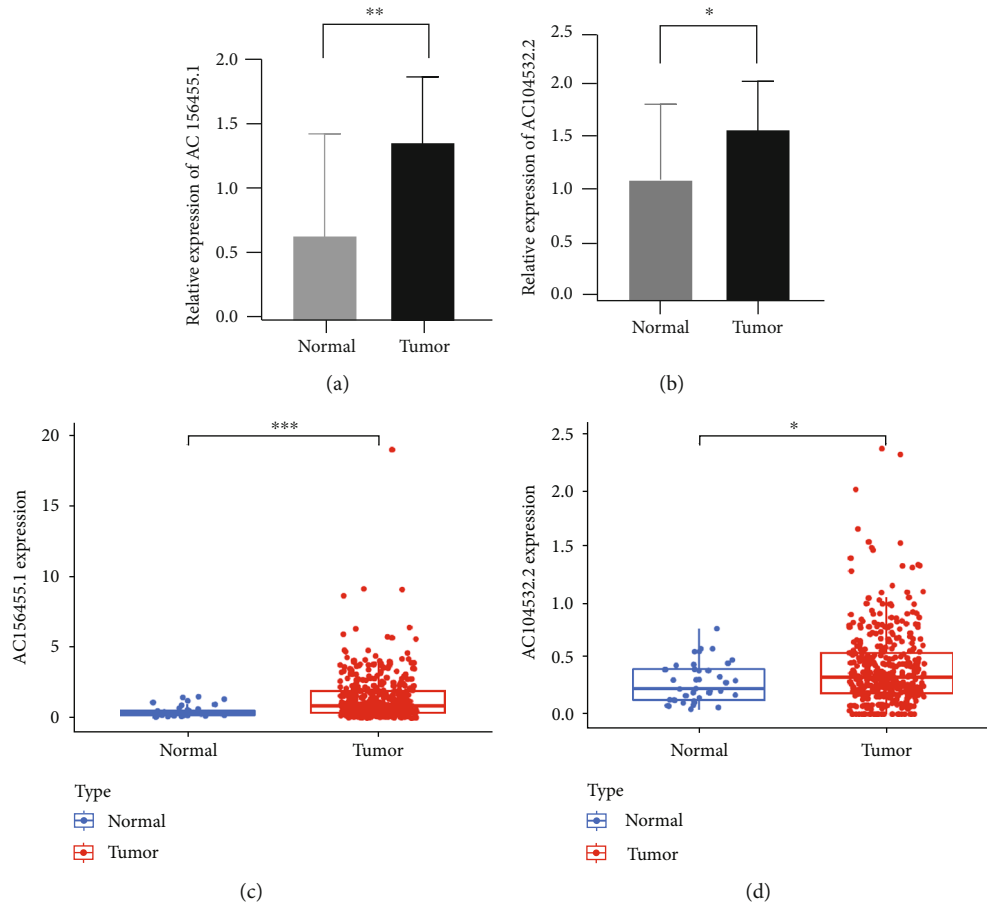 **
Relative expression of AC 156455.1
2.0
1.5
1.0
0.5
0.0
Normal
Tumor
(a)
*
Relative expression of AC104532.2
2.5
2.0
1.5
1.0
0.5
0.0
Normal
Tumor
(b)
***
AC156455.1 expression
20
15
10
5
0
Normal
Tumor
Type
Normal
Tumor
(c)
*
AC104532.2 expression
2.5
2.0
1.5
1.0
0.5
0.0
Normal
Tumor
Type
Normal
Tumor
(d)